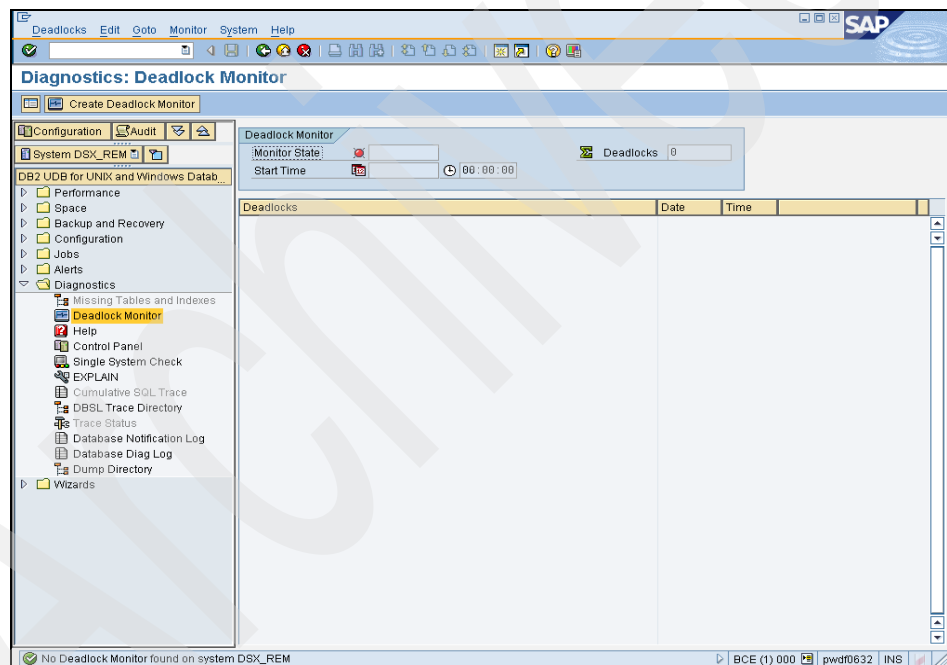 Deadlocks Edit Goto Monitor System Help
SAP
Diagnostics: Deadlock Monitor
Create Deadlock Monitor
Configuration Audit
System DSX_REM
DB2 UDB for UNIX and Windows Datab
Performance
Space
Backup and Recovery
Configuration
Jobs
Alerts
Diagnostics
Missing Tables and Indexes
Deadlock Monitor
Help
Control Panel
Single System Check
EXPLAIN
Cumulative SQL Trace
DBSL Trace Directory
Trace Status
Database Notification Log
Database Diag Log
Dump Directory
Wizards
Deadlock Monitor
Monitor State Deadlocks 0
Start Time 00:00:00
Deadlocks Date Time
No Deadlock Monitor found on system DSX_REM
BCE (1) 000 pwdf0632 INS